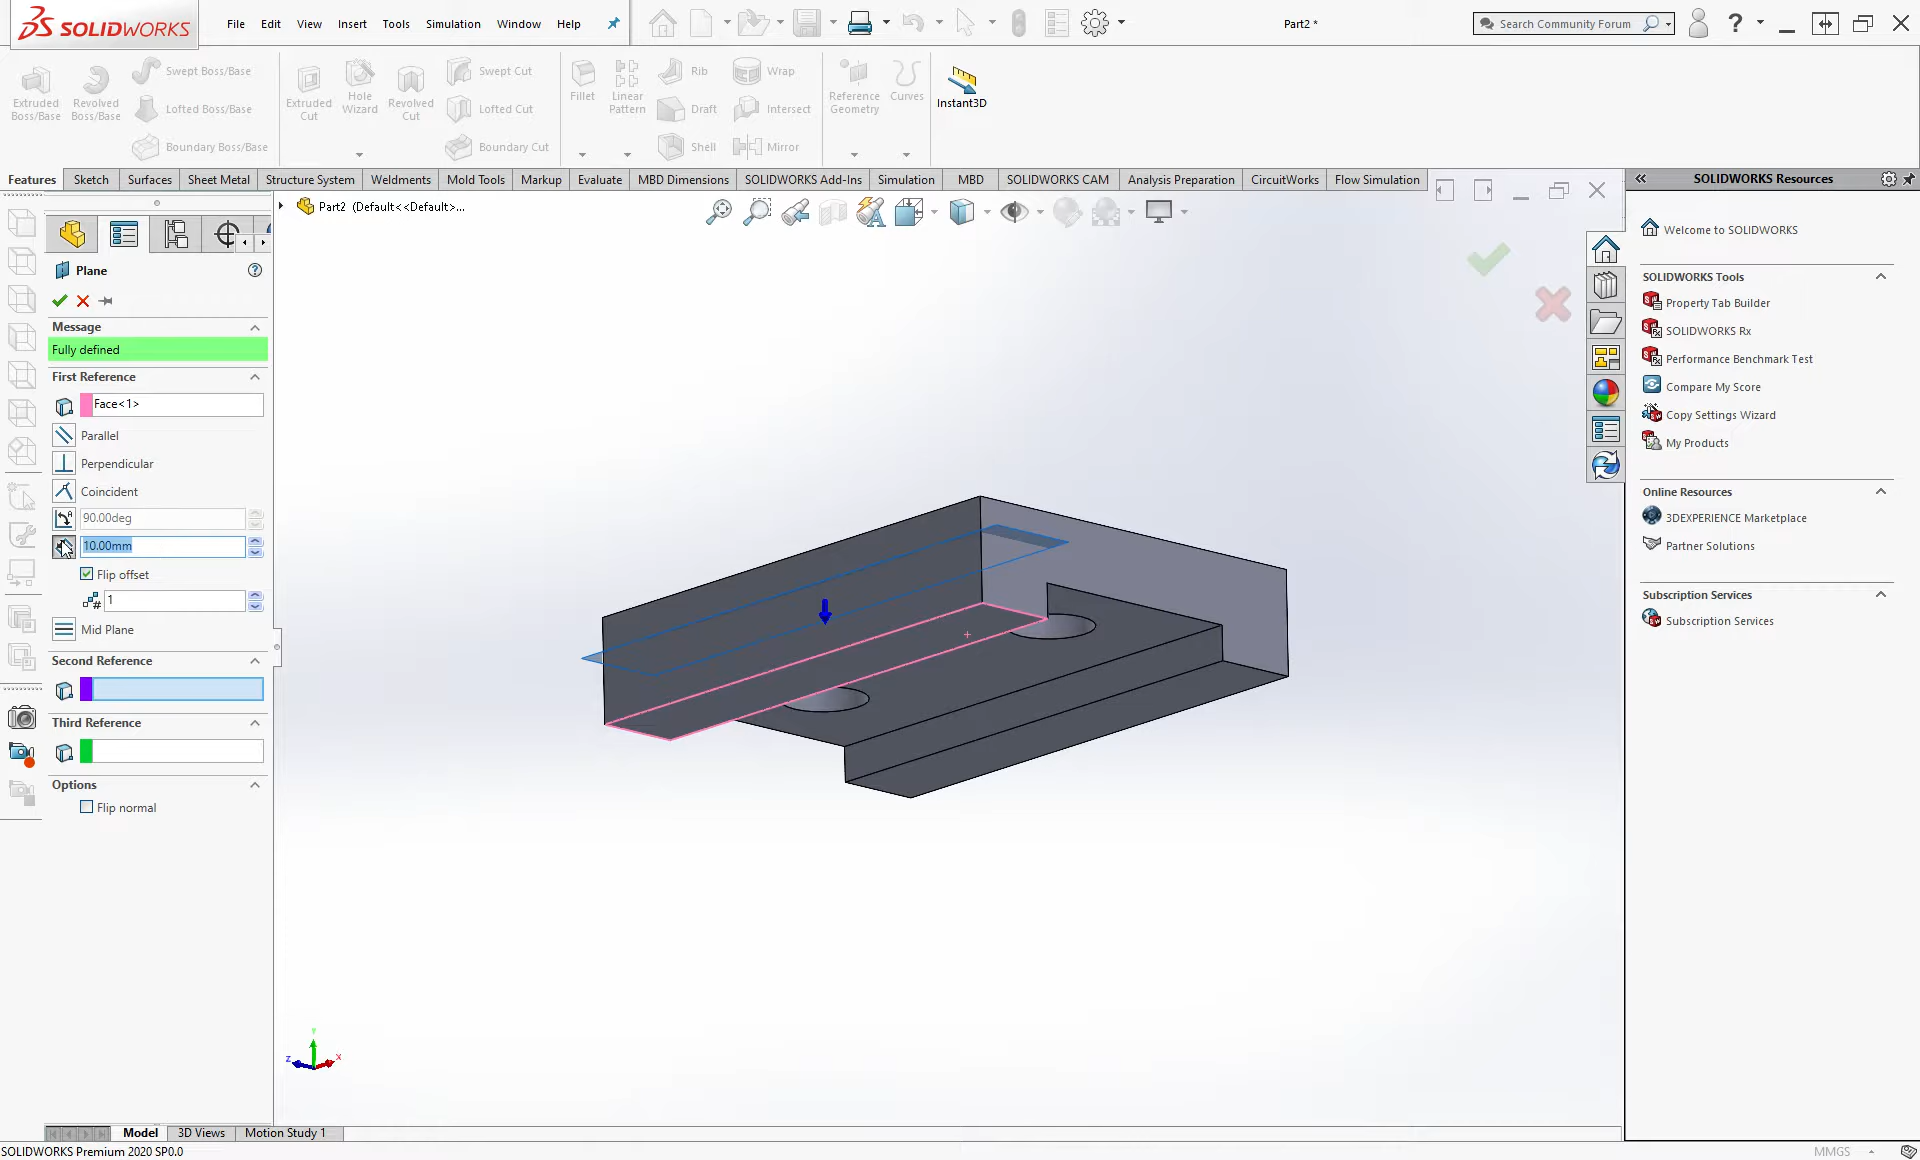 SOLIDWORKS
File Edit View Insert Tools Simulation Window Help
Part2 *
Search Community Forum
?
Extruded Boss/Base
Revolved Boss/Base
Swept Boss/Base
Lofted Boss/Base
Boundary Boss/Base
Extruded Cut
Hole Wizard
Revolved Cut
Swept Cut
Lofted Cut
Boundary Cut
Fillet
Linear Pattern
Rib
Draft
Shell
Wrap
Intersect
Mirror
Reference Geometry
Curves
Instant3D
Features Sketch Surfaces Sheet Metal Structure System Weldments Mold Tools Markup Evaluate MBD Dimensions SOLIDWORKS Add-Ins Simulation MBD SOLIDWORKS CAM Analysis Preparation CircuitWorks Flow Simulation
Part2 (Default<<Default>...
Plane
Message
Fully defined
First Reference
Face<1>
Parallel
Perpendicular
Coincident
90.00deg
10.00mm
Flip offset
1
Mid Plane
Second Reference
Third Reference
Options
Flip normal
Y
Z
X
SOLIDWORKS Resources
Welcome to SOLIDWORKS
SOLIDWORKS Tools
Property Tab Builder
SOLIDWORKS Rx
Performance Benchmark Test
Compare My Score
Copy Settings Wizard
My Products
Online Resources
3DEXPERIENCE Marketplace
Partner Solutions
Subscription Services
Subscription Services
Model 3D Views Motion Study 1
SOLIDWORKS Premium 2020 SP0.0
MMGS